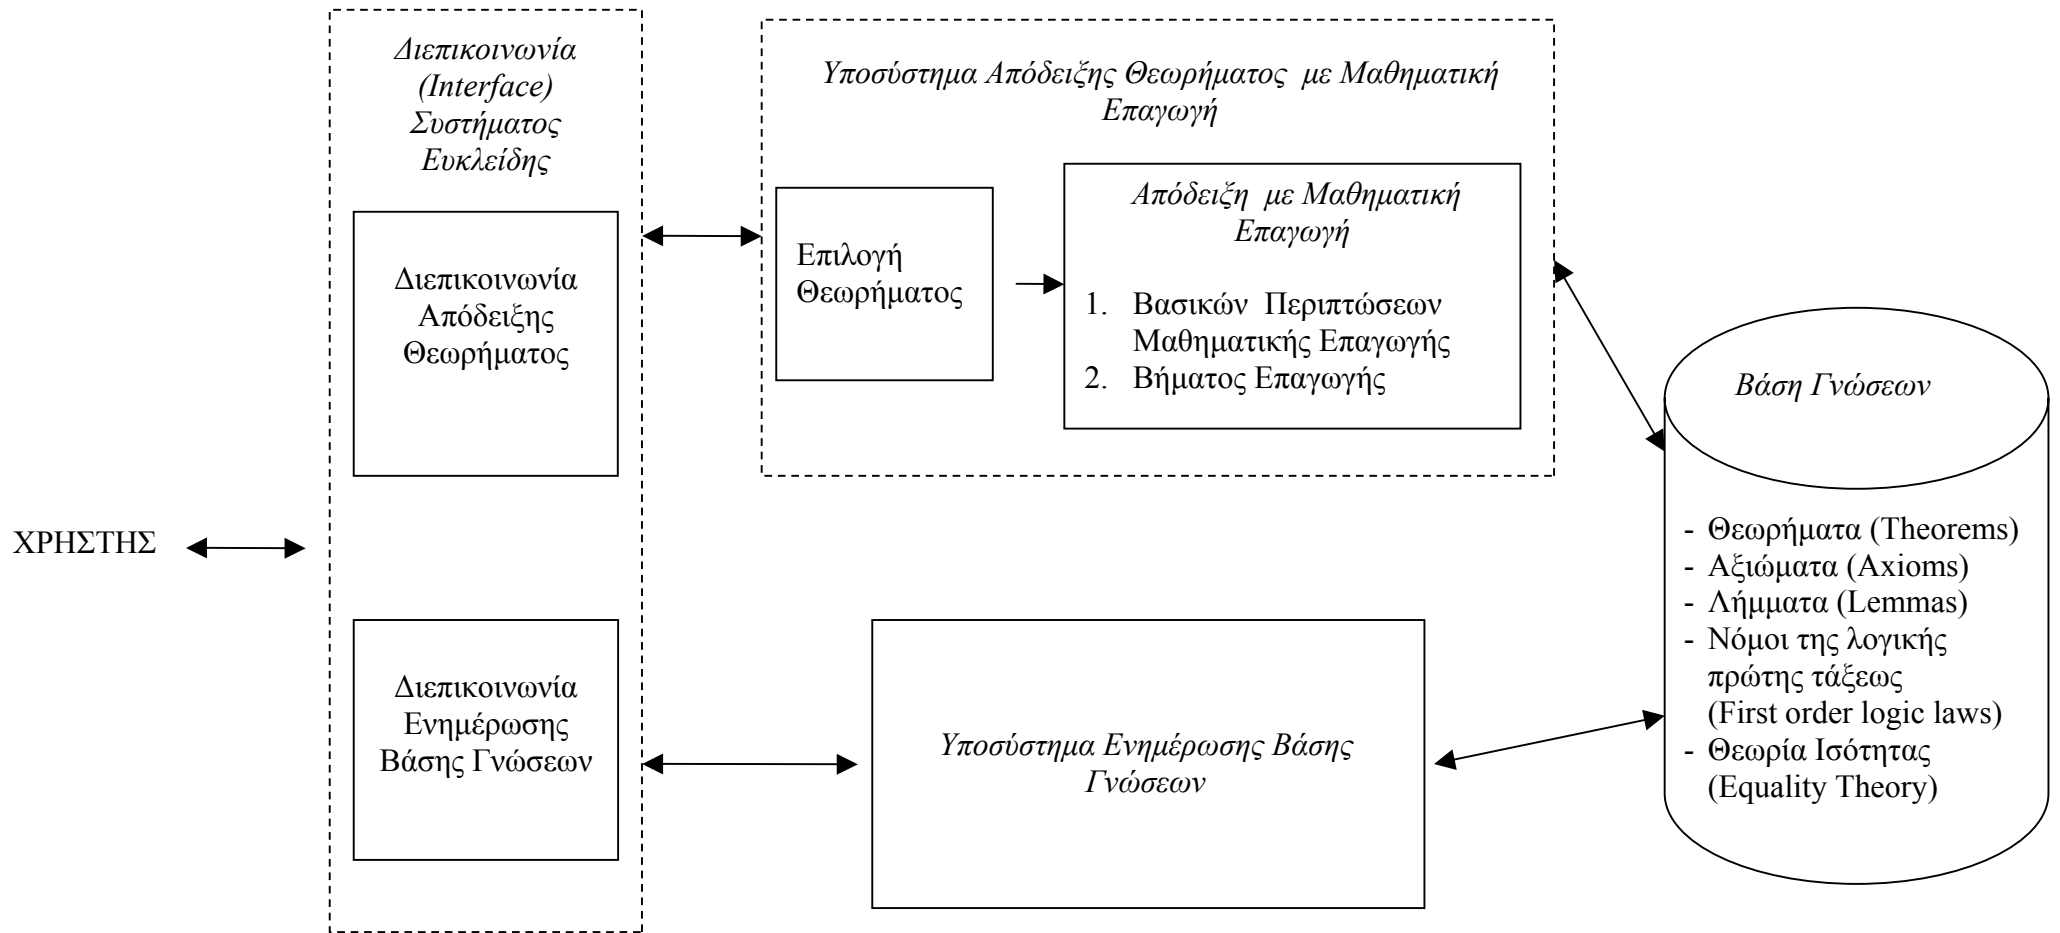 Διεπικοινωνία
(Interface)
Συστήματος
Ευκλείδης
Διεπικοινωνία
Απόδειξης
Θεωρήματος
Διεπικοινωνία
Ενημέρωσης
Βάσης Γνώσεων
ΧΡΗΣΤΗΣ
Υποσύστημα Απόδειξης Θεωρήματος με Μαθηματική
Επαγωγή
Επιλογή
Θεωρήματος
Απόδειξη με Μαθηματική
Επαγωγή
1. Βασικών Περιπτώσεων
Μαθηματικής Επαγωγής
2. Βήματος Επαγωγής
Υποσύστημα Ενημέρωσης Βάσης
Γνώσεων
Βάση Γνώσεων
- Θεωρήματα (Theorems)
- Αξιώματα (Axioms)
- Λήμματα (Lemmas)
- Νόμοι της λογικής
πρώτης τάξεως
(First order logic laws)
- Θεωρία Ισότητας
(Equality Theory)